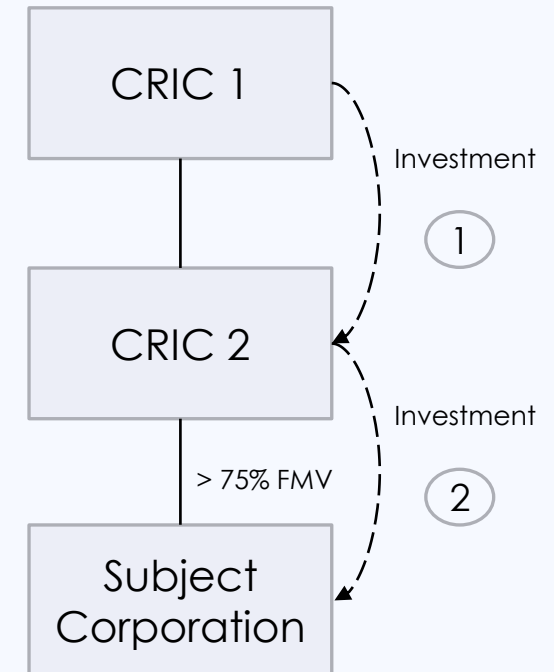 CRIC 1
Investment
1
CRIC 2
Investment
> 75% FMV
2
Subject
Corporation